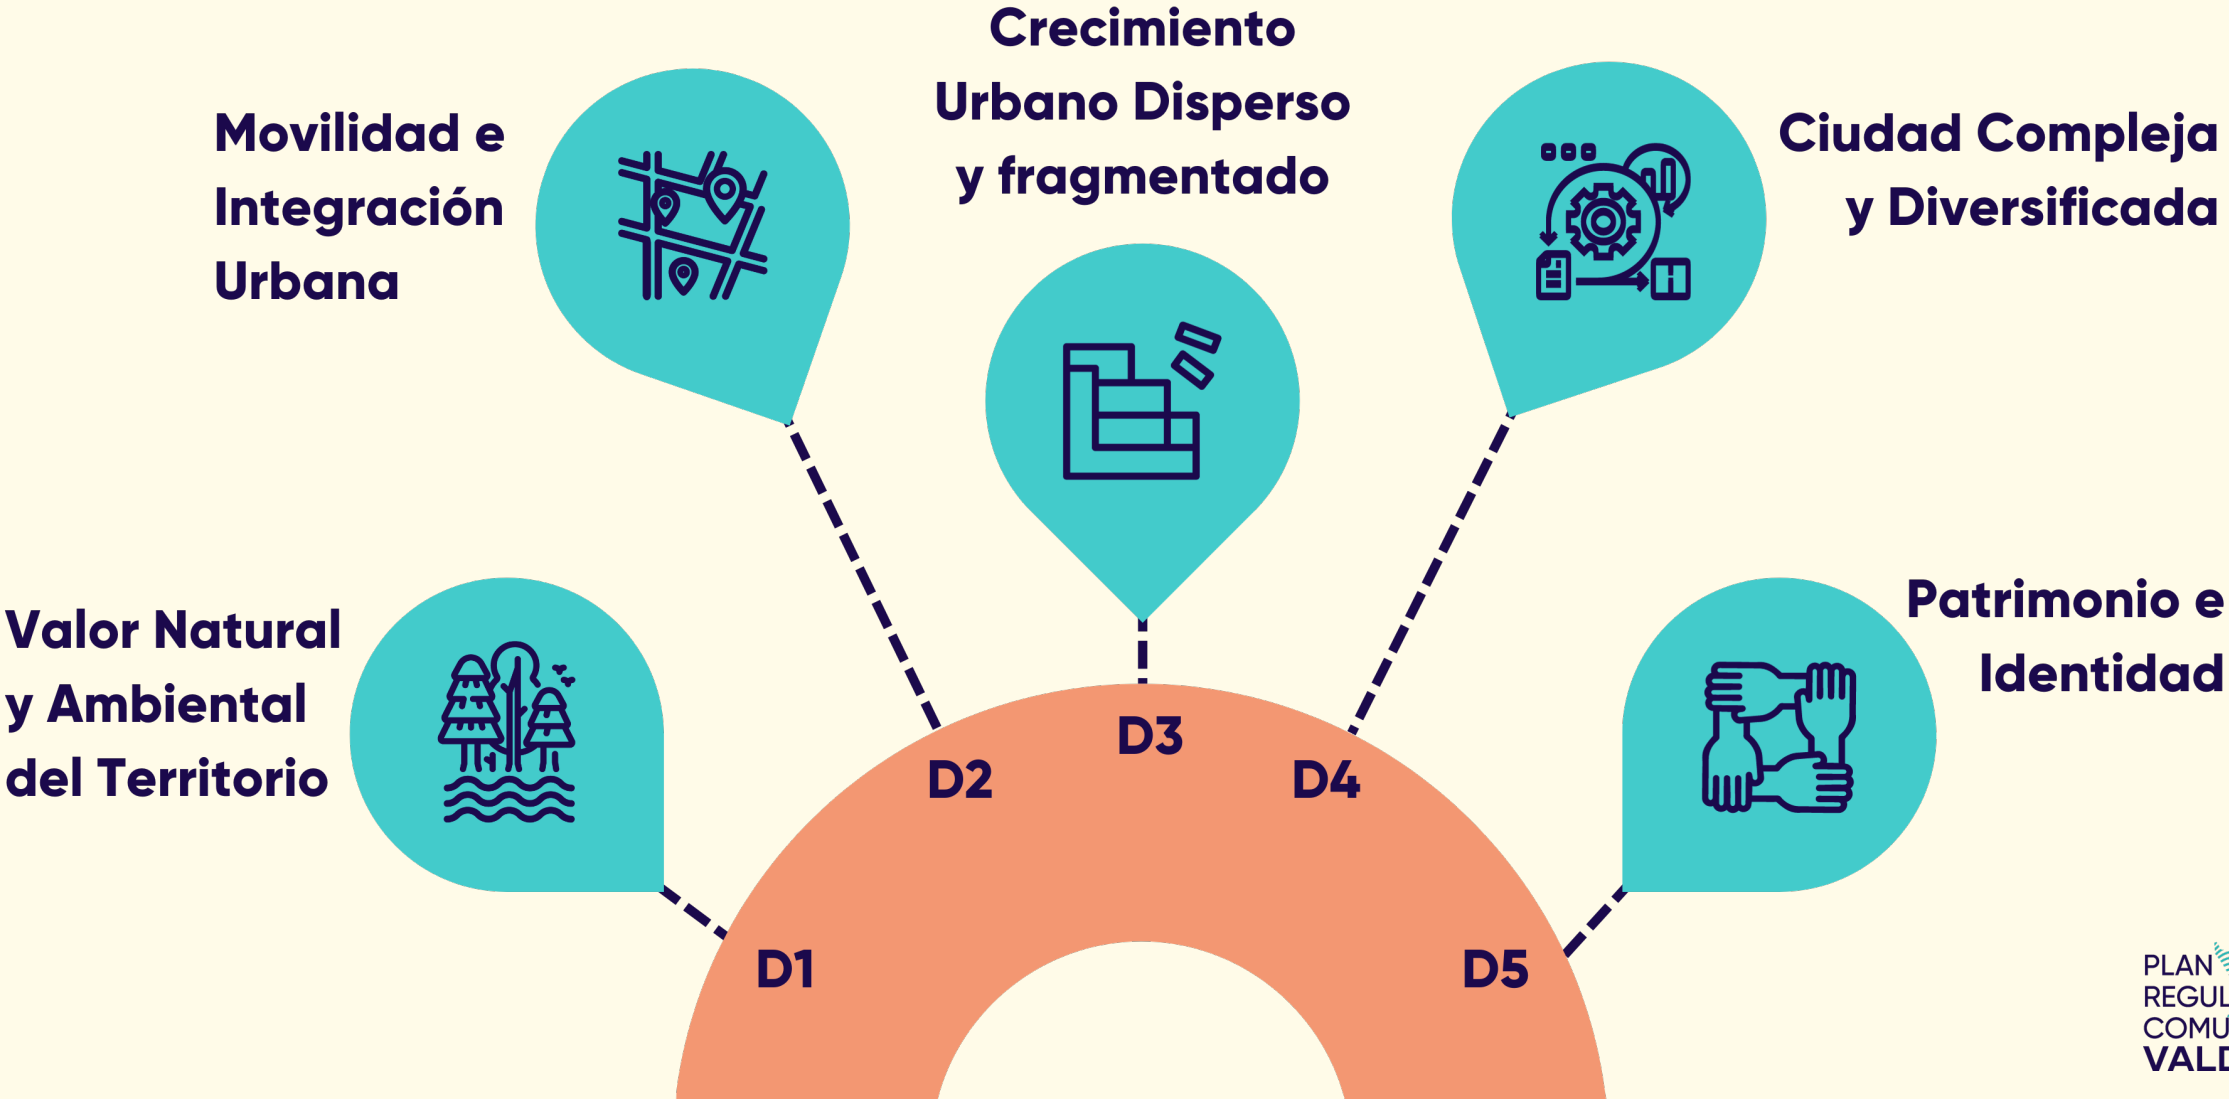 Crecimiento
Urbano Disperso
y fragmentado
Movilidad e
Integración
Urbana
Ciudad Compleja
y Diversificada
Valor Natural
y Ambiental
del Territorio
Patrimonio e
Identidad
D1
D2
D3
D4
D5
PLAN